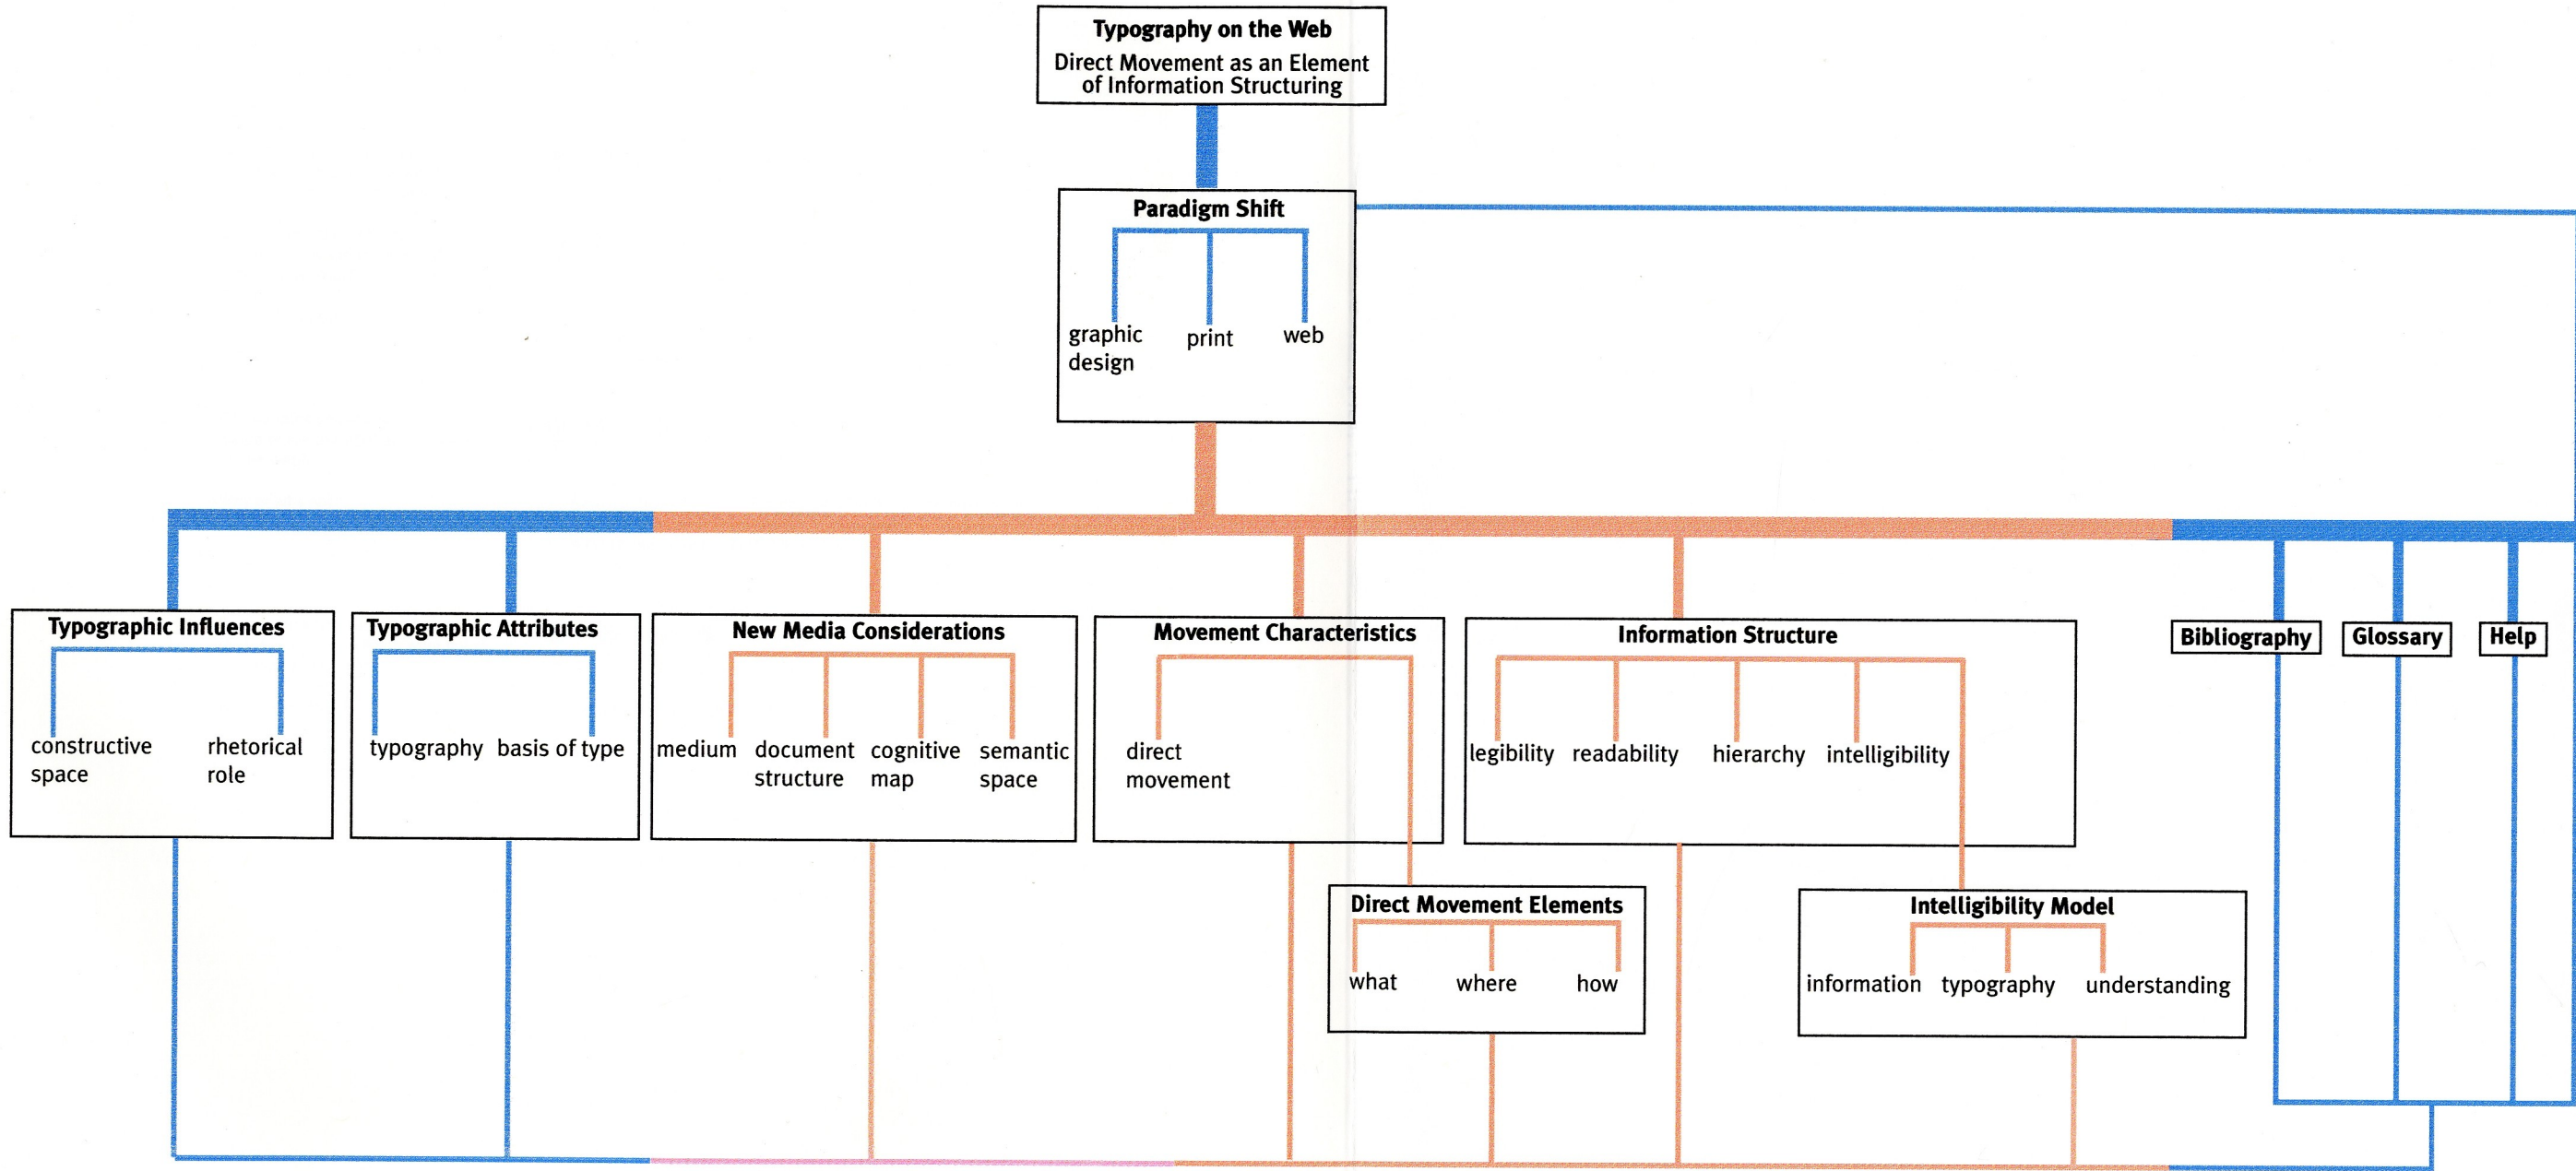 Typography on the Web
Direct Movement as an Element
of Information Structuring
Paradigm Shift
graphic
design
print
web
Typographic Influences
constructive
space
rhetorical
role
Typographic Attributes
typography
basis of type
New Media Considerations
medium
document
structure
cognitive
map
semantic
space
Movement Characteristics
direct
movement
Information Structure
legibility
readability
hierarchy
intelligibility
Bibliography
Glossary
Help
Direct Movement Elements
what
where
how
Intelligibility Model
information
typography
understanding